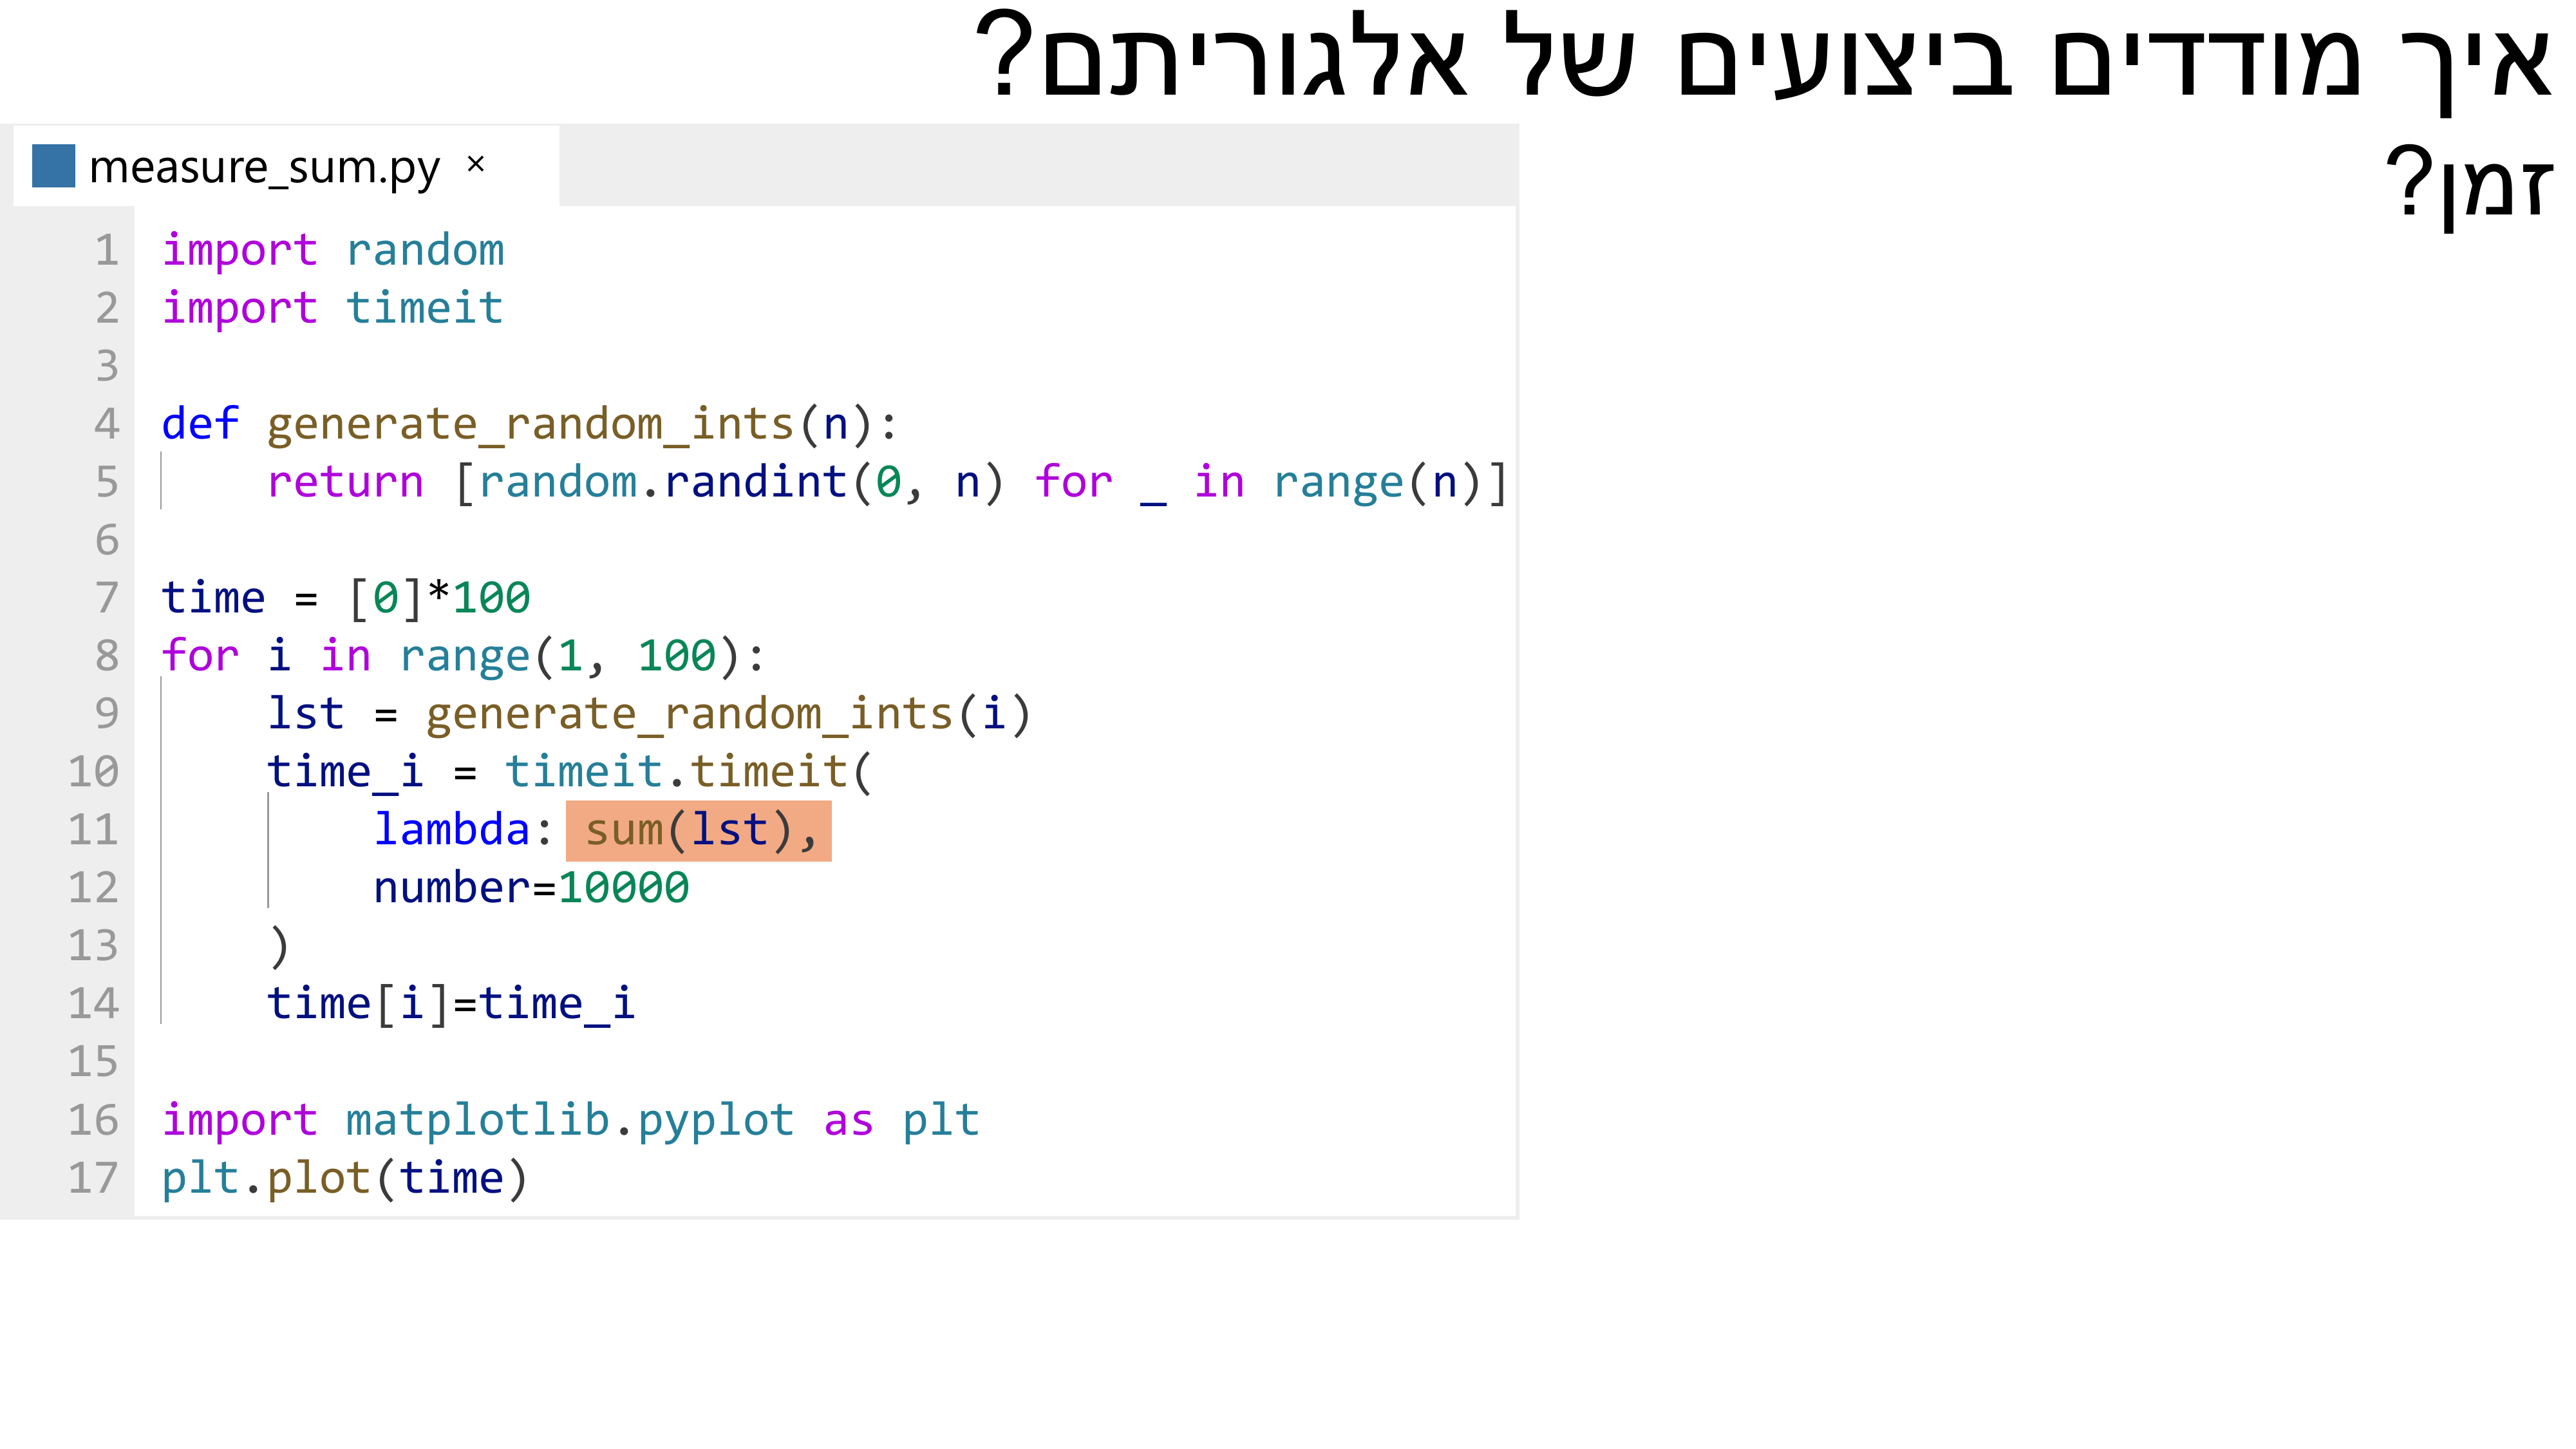 איך מודדים ביצועים של אלגוריתם?
זמן?
measure_sum.py ×
1 import random
2 import timeit
3
4 def generate_random_ints(n):
5     return [random.randint(0, n) for _ in range(n)]
6
7 time = [0]*100
8 for i in range(1, 100):
9     lst = generate_random_ints(i)
10     time_i = timeit.timeit(
11         lambda: sum(lst),
12         number=10000
13     )
14     time[i]=time_i
15
16 import matplotlib.pyplot as plt
17 plt.plot(time)